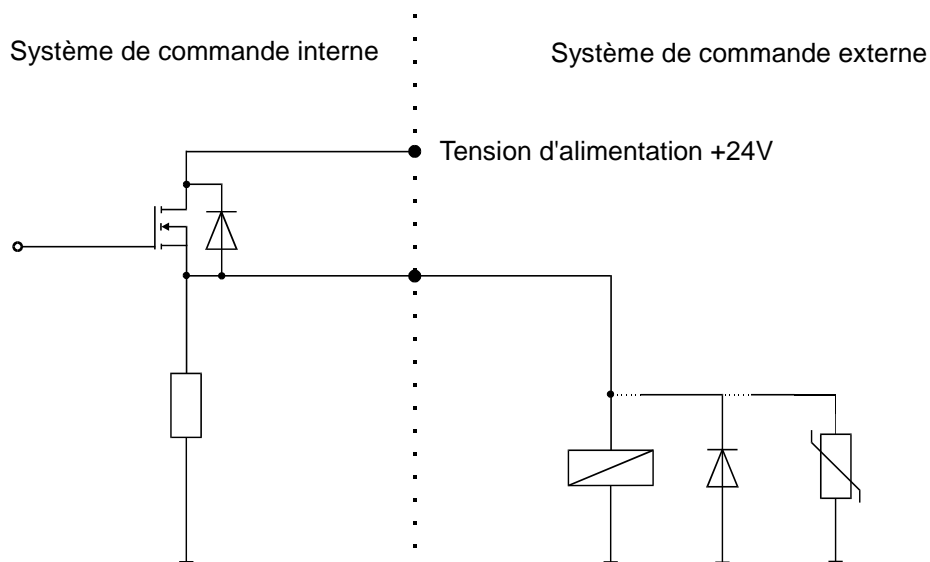 Système de commande interne
Système de commande externe
Tension d'alimentation +24V